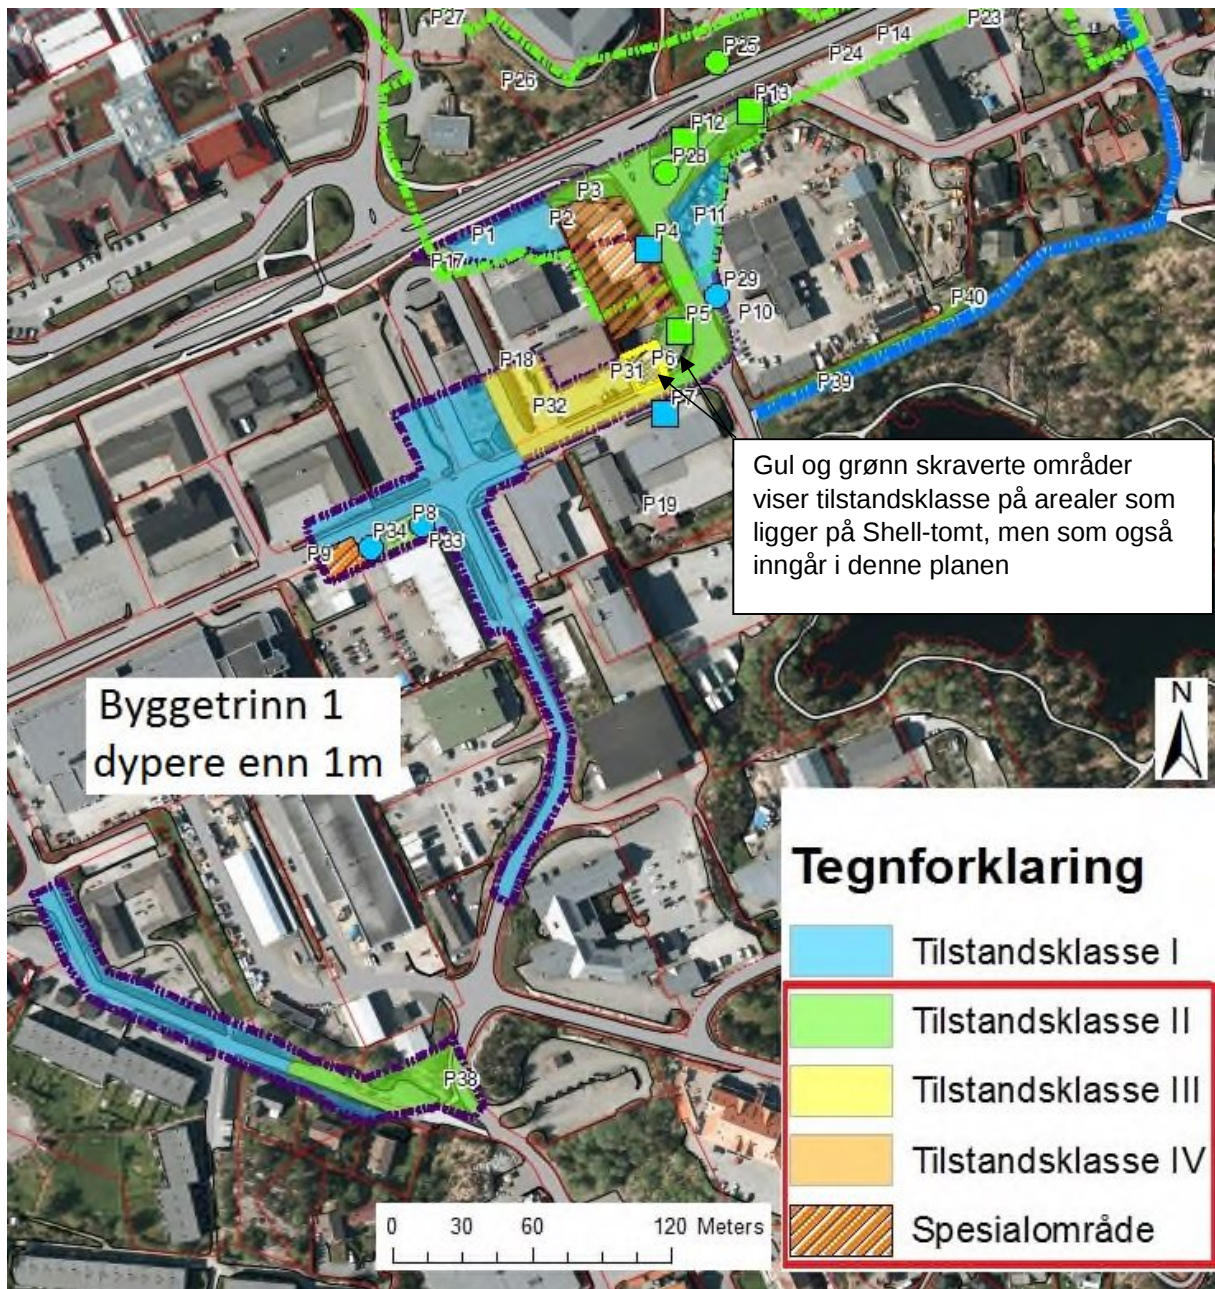 P27
P23
P14
P25
P24
P26
P13
P12
P28
P3
P2
P11
P1
P4
P17
P29
P40
P5
P10
P18
P6
P31
P39
P32
P7
Gul og grønn skraverte områder
viser tilstandsklasse på arealer som
ligger på Shell-tomt, men som også
inngår i denne planen
P19
P8
P34
P33
P9
Byggetrinn 1
dypere enn 1m
N
Tegnforklaring
Tilstandsklasse I
Tilstandsklasse II
Tilstandsklasse III
Tilstandsklasse IV
Spesialområde
P38
0 30 60 120 Meters